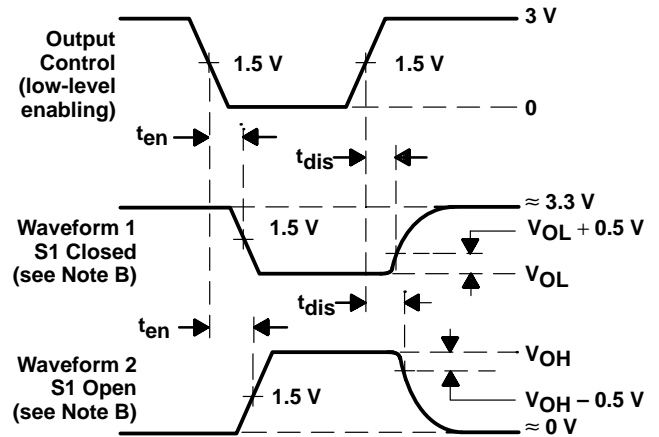 Output
Control
(low-level
enabling)
3 V
1.5 V
1.5 V
0
ten
tdis
Waveform 1
S1 Closed
(see Note B)
1.5 V
≈ 3.3 V
VOL + 0.5 V
VOL
ten
tdis
Waveform 2
S1 Open
(see Note B)
1.5 V
VOH
VOH – 0.5 V
≈ 0 V